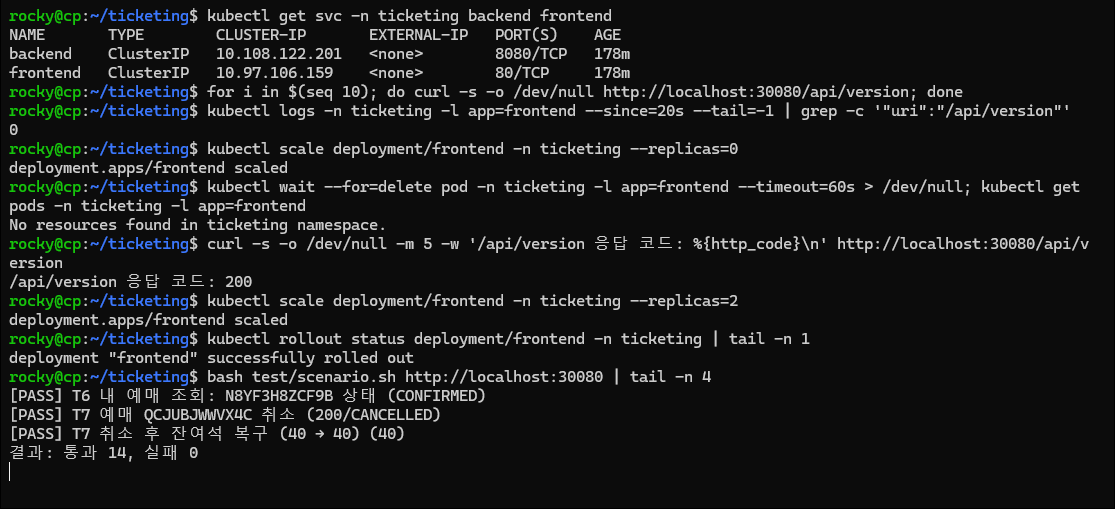 rocky@cp:~/ticketing$ kubectl get svc -n ticketing backend frontend
NAME       TYPE        CLUSTER-IP       EXTERNAL-IP   PORT(S)    AGE
backend    ClusterIP   10.108.122.201   <none>        8080/TCP   178m
frontend   ClusterIP   10.97.106.159    <none>        80/TCP     178m
rocky@cp:~/ticketing$ for i in $(seq 10); do curl -s -o /dev/null http://localhost:30080/api/version; done
rocky@cp:~/ticketing$ kubectl logs -n ticketing -l app=frontend --since=20s --tail=-1 | grep -c '"uri":"/api/version"'
0
rocky@cp:~/ticketing$ kubectl scale deployment/frontend -n ticketing --replicas=0
deployment.apps/frontend scaled
rocky@cp:~/ticketing$ kubectl wait --for=delete pod -n ticketing -l app=frontend --timeout=60s > /dev/null; kubectl get
pods -n ticketing -l app=frontend
No resources found in ticketing namespace.
rocky@cp:~/ticketing$ curl -s -o /dev/null -m 5 -w '/api/version 응답 코드: %{http_code}\n' http://localhost:30080/api/v
ersion
/api/version 응답 코드: 200
rocky@cp:~/ticketing$ kubectl scale deployment/frontend -n ticketing --replicas=2
deployment.apps/frontend scaled
rocky@cp:~/ticketing$ kubectl rollout status deployment/frontend -n ticketing | tail -n 1
deployment "frontend" successfully rolled out
rocky@cp:~/ticketing$ bash test/scenario.sh http://localhost:30080 | tail -n 4
[PASS] T6 내 예매 조회: N8YF3H8ZCF9B 상태 (CONFIRMED)
[PASS] T7 예매 QCJUBJWWVX4C 취소 (200/CANCELLED)
[PASS] T7 취소 후 잔여석 복구 (40 → 40) (40)
결과: 통과 14, 실패 0